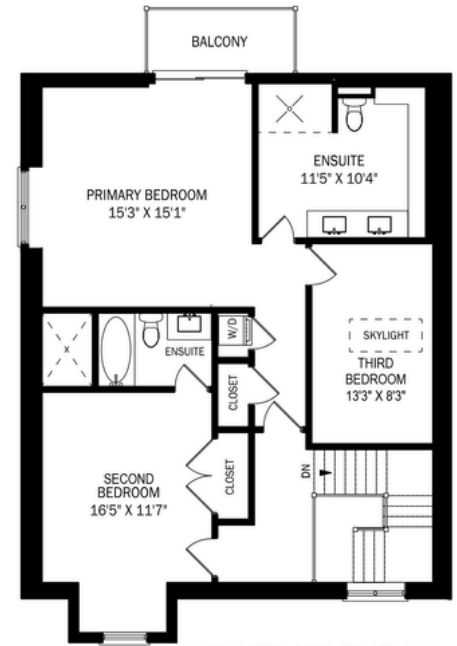 BALCONY
ENSUITE
11'5" X 10'4"
PRIMARY BEDROOM
15'3" X 15'1"
W/D
ENSUITE
SKYLIGHT
THIRD
BEDROOM
13'3" X 8'3"
X
CLOSET
CLOSET
SECOND
BEDROOM
16'5" X 11'7"
DN